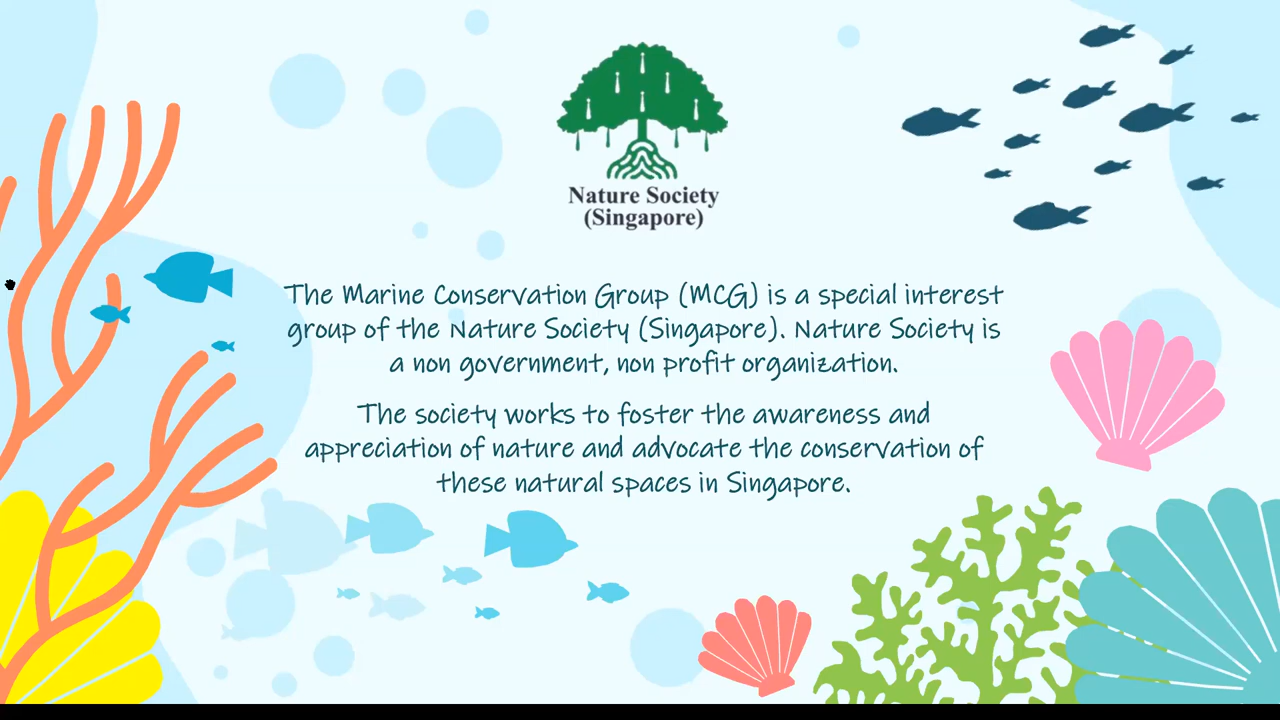 Nature Society
(Singapore)
The Marine Conservation Group (MCG) is a special interest
group of the Nature Society (Singapore). Nature Society is
a non government, non profit organization.
The society works to foster the awareness and
appreciation of nature and advocate the conservation of
these natural spaces in Singapore.